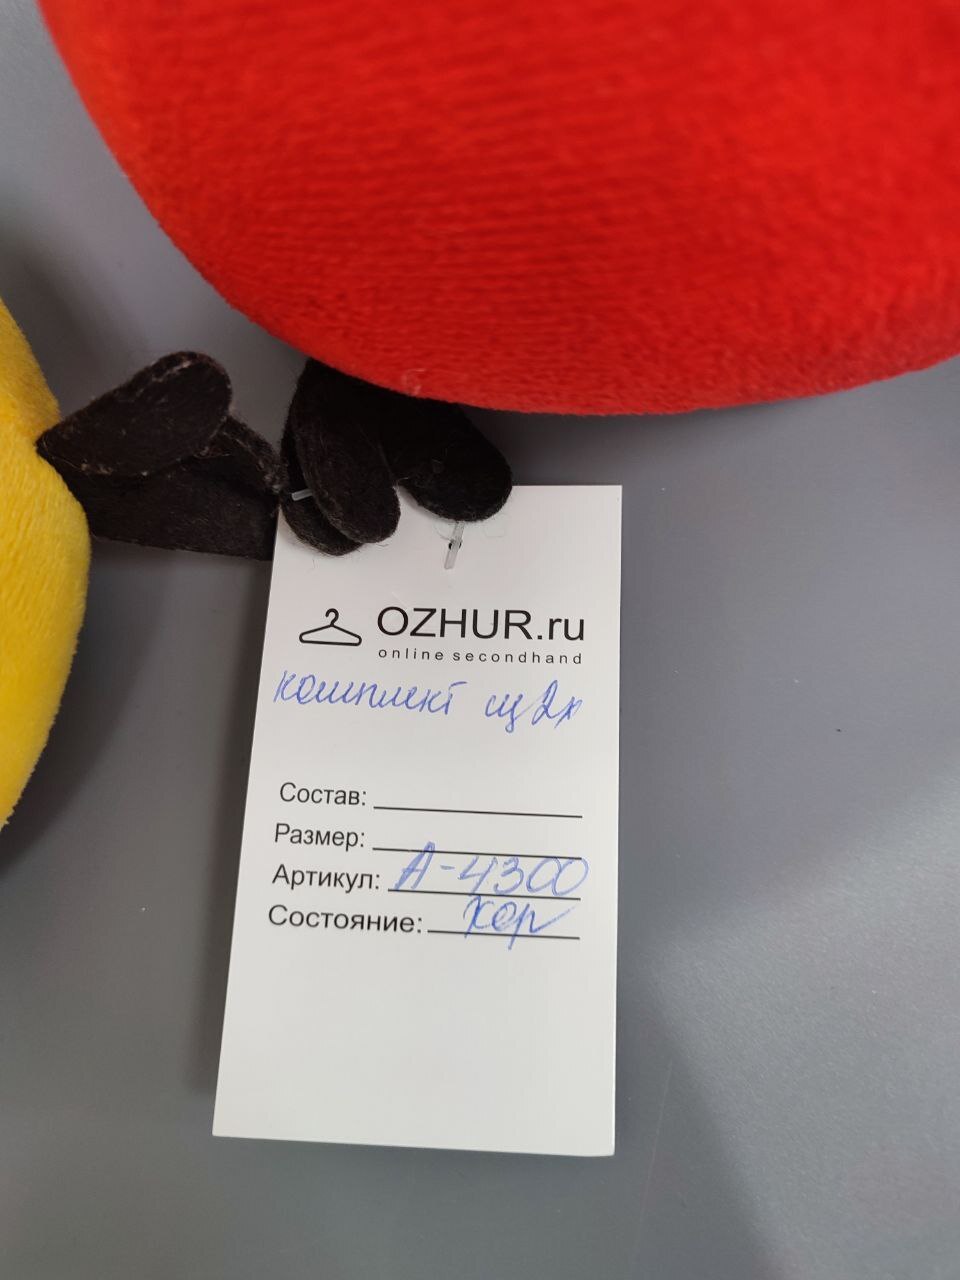 OZHUR.ru
online secondhand
комплект из 2х
Состав:
Размер:
Артикул: А-4300
Состояние: хор